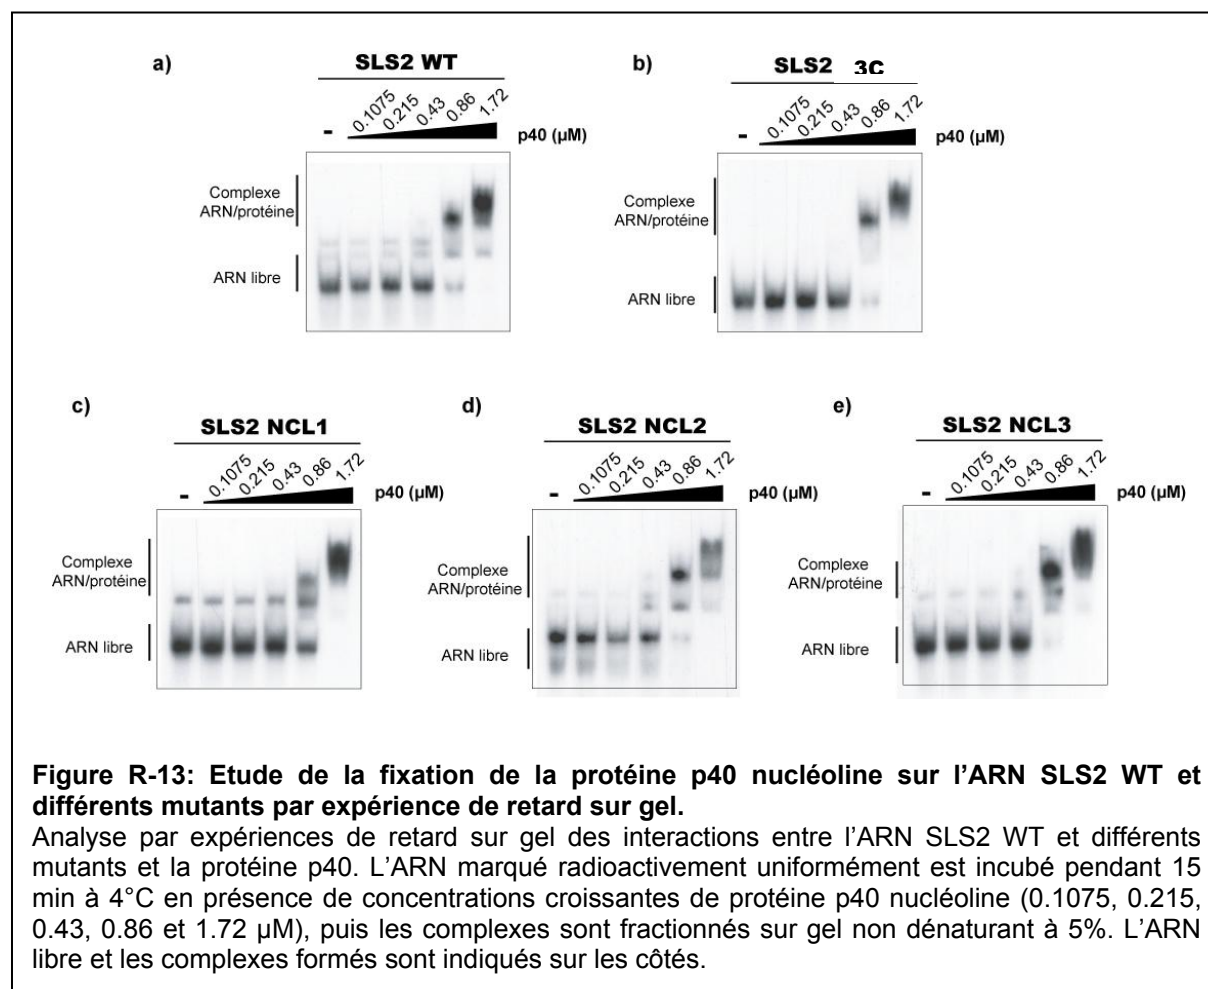 a)
SLS2 WT
- 0.1075 0.215 0.43 0.86 1.72
p40 (µM)
Complexe
ARN/protéine
ARN libre
b)
SLS2 3C
- 0.1075 0.215 0.43 0.86 1.72
p40 (µM)
Complexe
ARN/protéine
ARN libre
c)
SLS2 NCL1
- 0.1075 0.215 0.43 0.86 1.72
p40 (µM)
Complexe
ARN/protéine
ARN libre
d)
SLS2 NCL2
- 0.1075 0.215 0.43 0.86 1.72
p40 (µM)
Complexe
ARN/protéine
ARN libre
e)
SLS2 NCL3
- 0.1075 0.215 0.43 0.86 1.72
p40 (µM)
Complexe
ARN/protéine
ARN libre
Figure R-13: Etude de la fixation de la protéine p40 nucléoline sur l'ARN SLS2 WT et
différents mutants par expérience de retard sur gel.
Analyse par expériences de retard sur gel des interactions entre l'ARN SLS2 WT et différents
mutants et la protéine p40. L'ARN marqué radioactivement uniformément est incubé pendant 15
min à 4°C en présence de concentrations croissantes de protéine p40 nucléoline (0.1075, 0.215,
0.43, 0.86 et 1.72 µM), puis les complexes sont fractionnés sur gel non dénaturant à 5%. L'ARN
libre et les complexes formés sont indiqués sur les côtés.